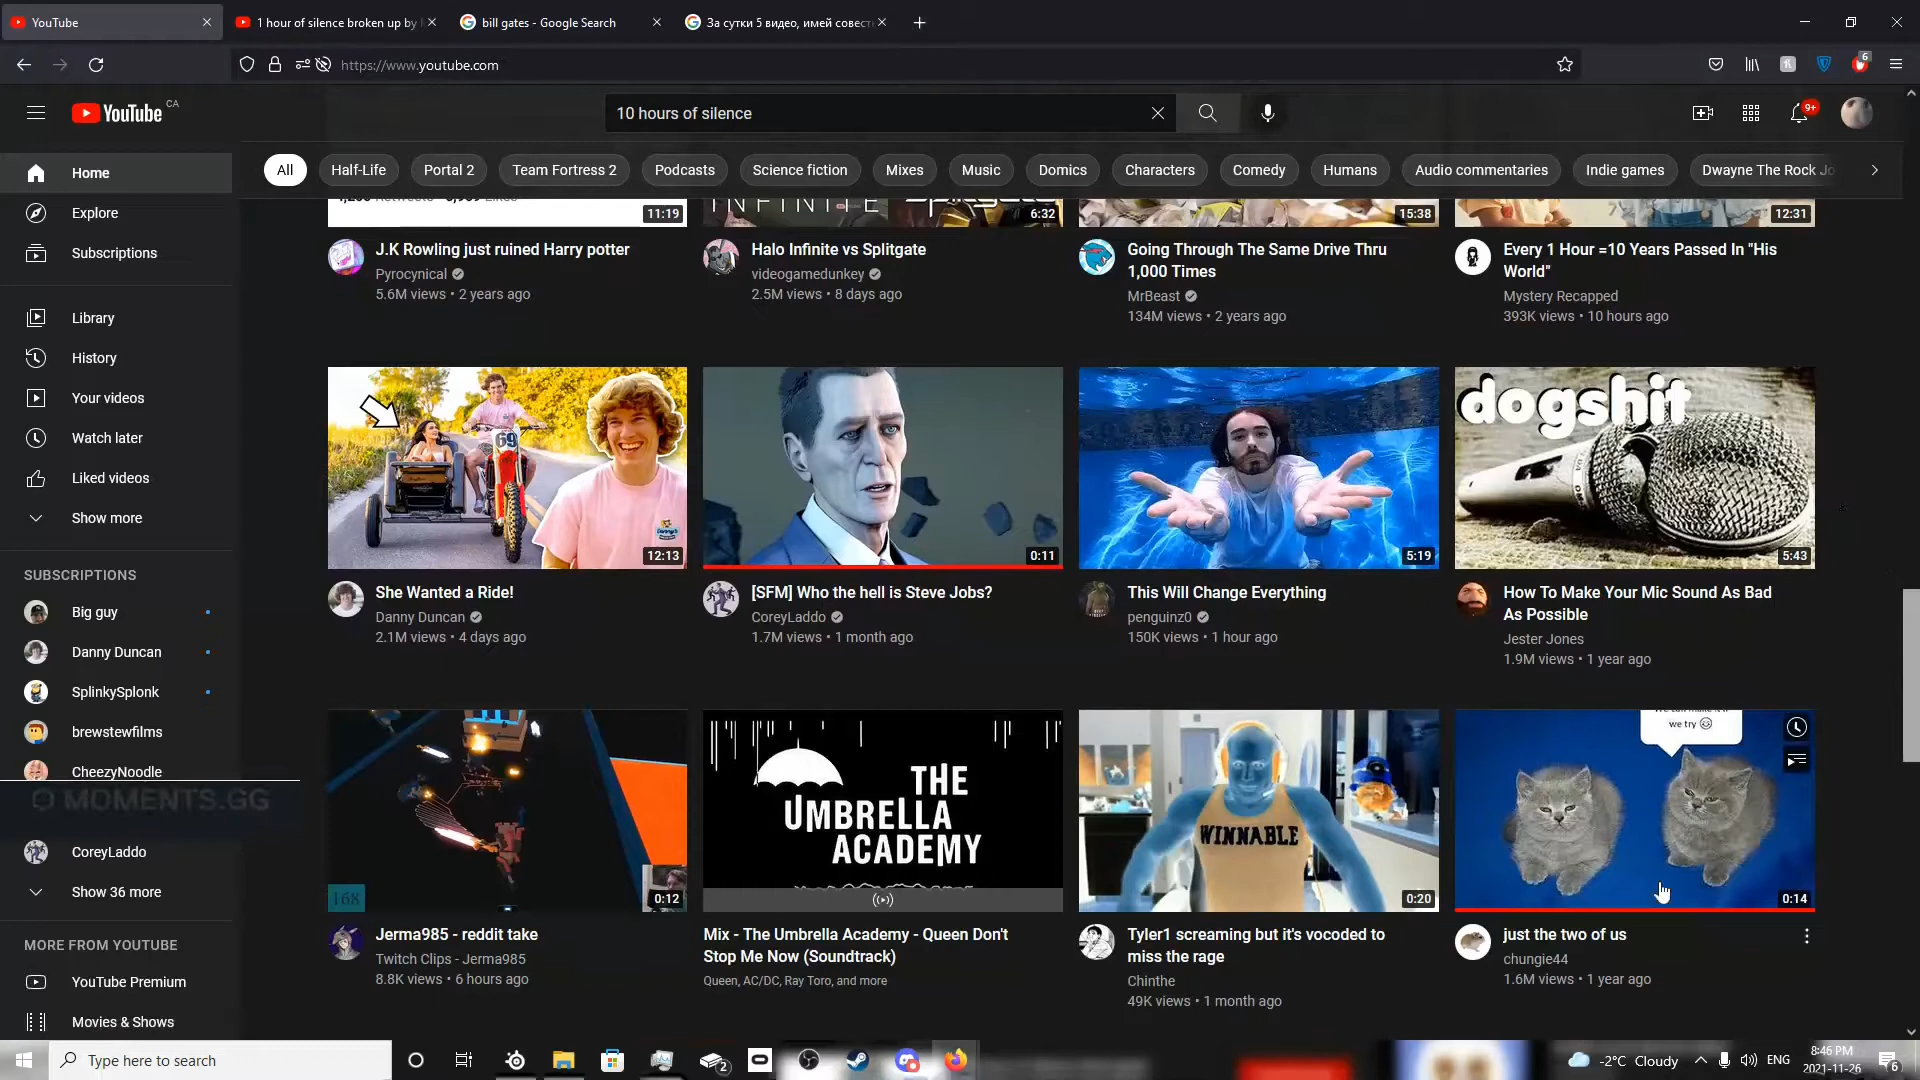 YouTube
1 hour of silence broken up by
bill gates - Google Search
За сутки 5 видео, имей совест
https://www.youtube.com
6
YouTube
CA
10 hours of silence
9+
Home
Explore
Subscriptions
Library
History
Your videos
Watch later
Liked videos
Show more
SUBSCRIPTIONS
Big guy
Danny Duncan
SplinkySplonk
brewstewfilms
CheezyNoodle
MOMENTS.GG
CoreyLaddo
Show 36 more
MORE FROM YOUTUBE
YouTube Premium
Movies & Shows
All
Half-Life
Portal 2
Team Fortress 2
Podcasts
Science fiction
Mixes
Music
Domics
Characters
Comedy
Humans
Audio commentaries
Indie games
Dwayne The Rock Jo
11:19
INFINITE
6:32
15:38
12:31
J.K Rowling just ruined Harry potter
Pyrocynical
5.6M views • 2 years ago
Halo Infinite vs Splitgate
videogamedunkey
2.5M views • 8 days ago
Going Through The Same Drive Thru
1,000 Times
MrBeast
134M views • 2 years ago
Every 1 Hour =10 Years Passed In "His
World"
Mystery Recapped
393K views • 10 hours ago
69
12:13
0:11
5:19
dogshit
5:43
She Wanted a Ride!
Danny Duncan
2.1M views • 4 days ago
[SFM] Who the hell is Steve Jobs?
CoreyLaddo
1.7M views • 1 month ago
This Will Change Everything
penguinz0
150K views • 1 hour ago
How To Make Your Mic Sound As Bad
As Possible
Jester Jones
1.9M views • 1 year ago
168
0:12
THE
UMBRELLA
ACADEMY
WINNABLE
0:20
we try
0:14
Jerma985 - reddit take
Twitch Clips - Jerma985
8.8K views • 6 hours ago
Mix - The Umbrella Academy - Queen Don't
Stop Me Now (Soundtrack)
Queen, AC/DC, Ray Toro, and more
Tyler1 screaming but it's vocoded to
miss the rage
Chinthe
49K views • 1 month ago
just the two of us
chungie44
1.6M views • 1 year ago
Type here to search
2
-2°C Cloudy
ENG
8:46 PM
2021-11-26
6